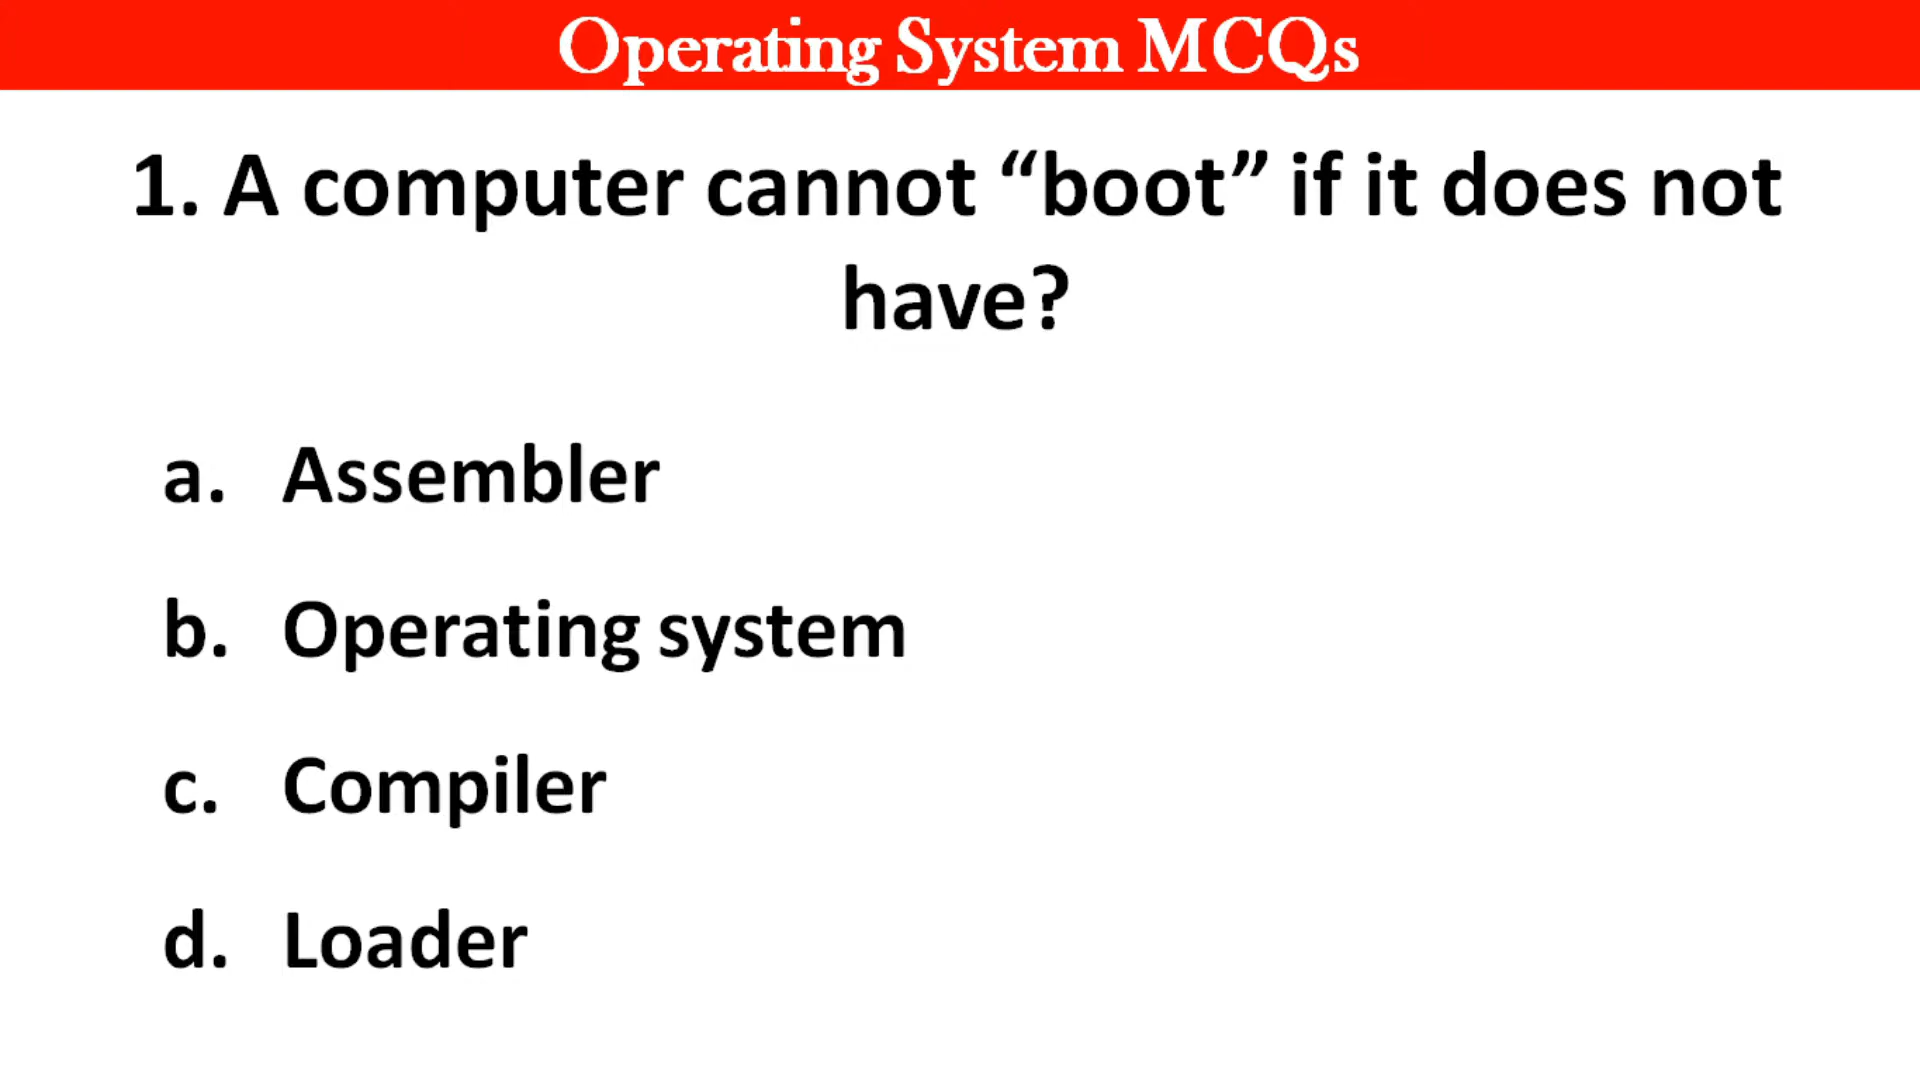 Operating System MCQs
1. A computer cannot “boot” if it does not
have?
a. Assembler
b. Operating system
c. Compiler
d. Loader